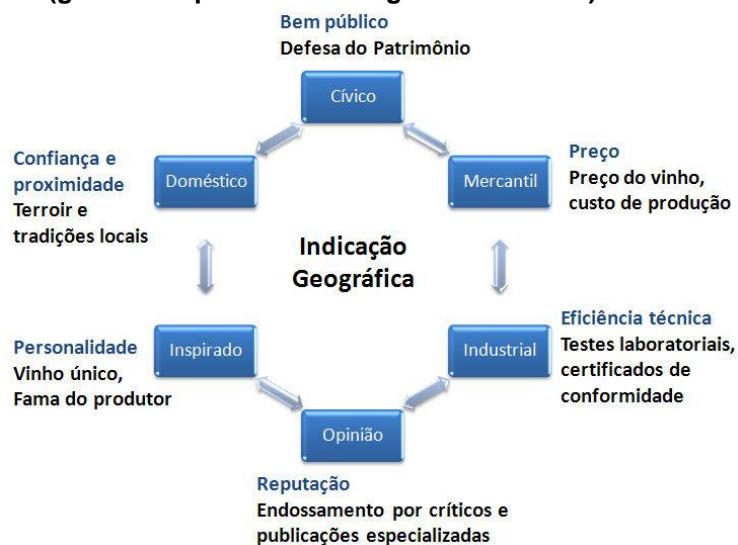 Bem público
Defesa do Patrimônio
Cívico
Confiança e
proximidade
Terroir e
tradições locais
Doméstico
Mercantil
Preço
Preço do vinho,
custo de produção
Indicação
Geográfica
Personalidade
Vinho único,
Fama do produtor
Inspirado
Industrial
Eficiência técnica
Testes laboratoriais,
certificados de
conformidade
Opinião
Reputação
Endossamento por críticos e
publicações especializadas